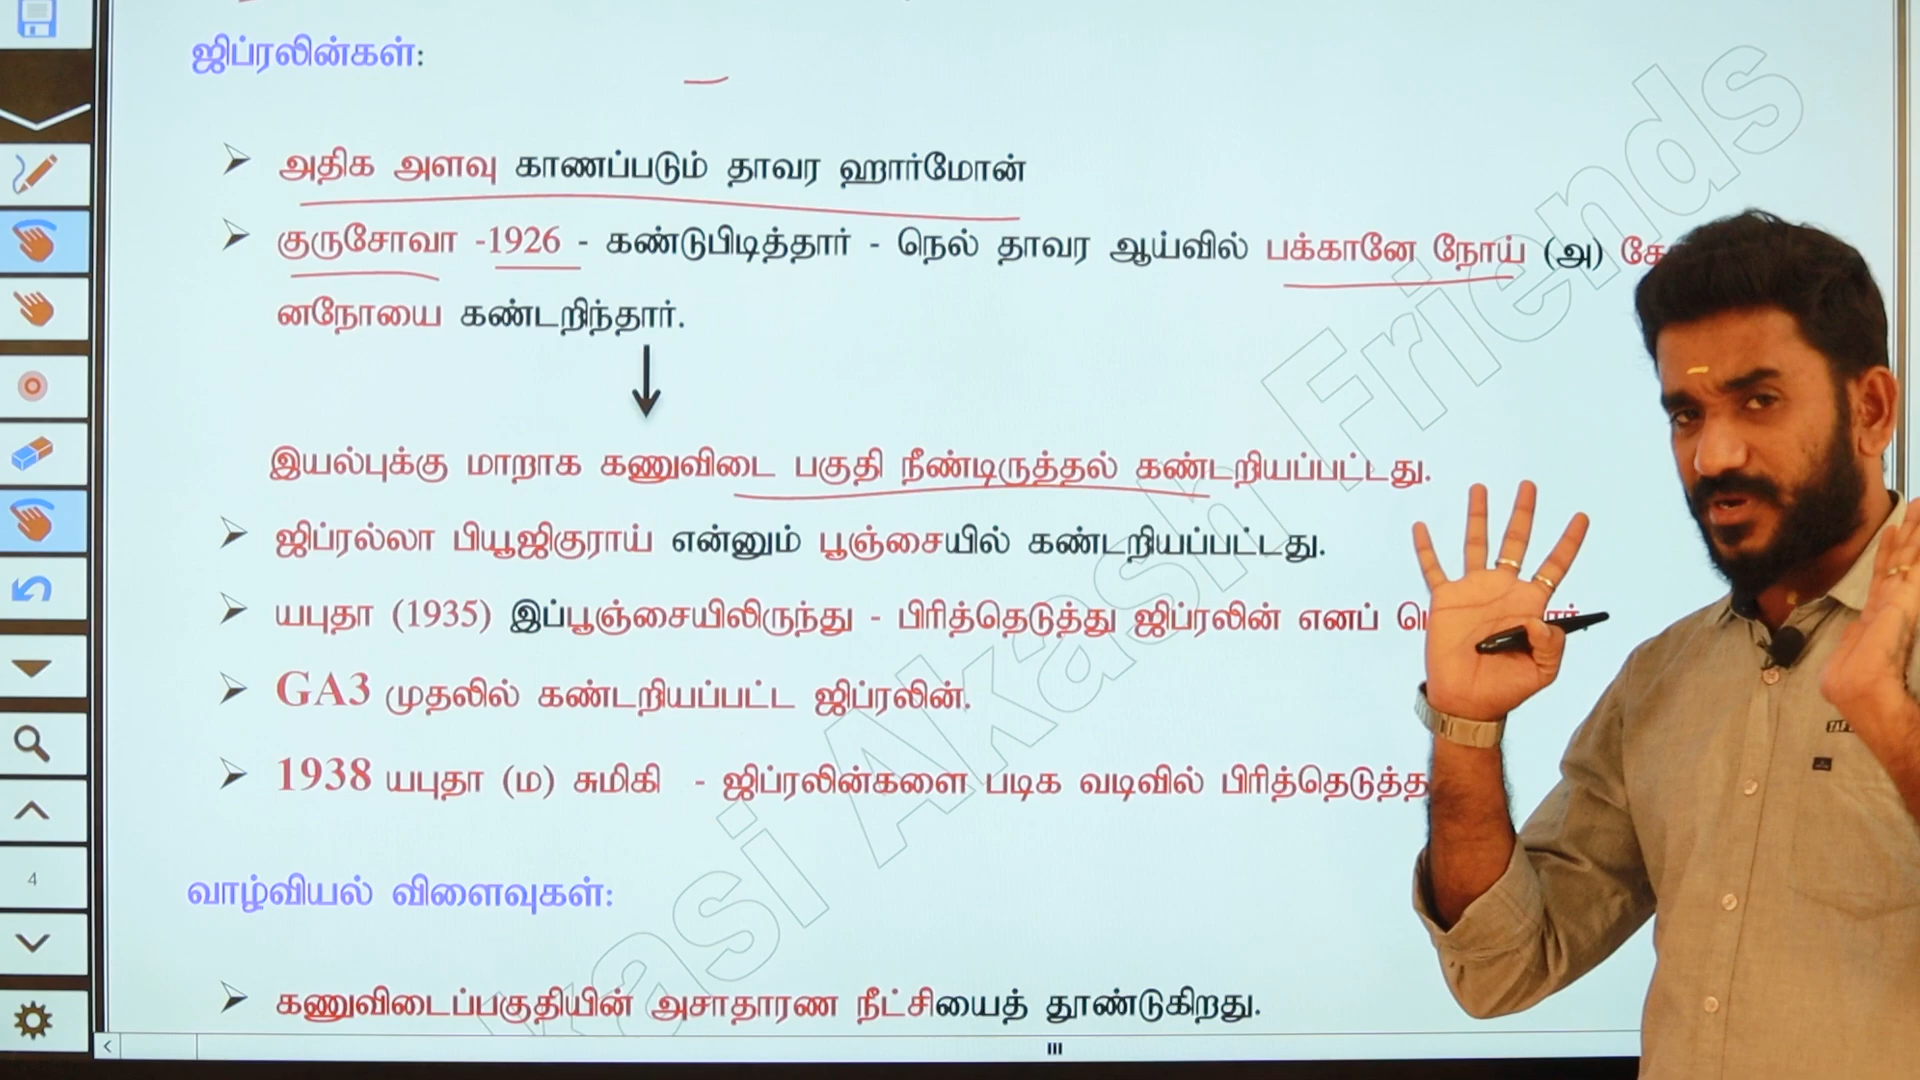 ஜிப்ரலின்கள்:
➢ அதிக அளவு காணப்படும் தாவர ஹார்மோன்
➢ குருசோவா -1926 - கண்டுபிடித்தார் - நெல் தாவர ஆய்வில் பக்கானே நோய் (அ) கோ
னநோயை கண்டறிந்தார்.
இயல்புக்கு மாறாக கணுவிடை பகுதி நீண்டிருத்தல் கண்டறியப்பட்டது.
➢ ஜிப்ரல்லா பியூஜிகுராய் என்னும் பூஞ்சையில் கண்டறியப்பட்டது.
➢ யபுதா (1935) இப்பூஞ்சையிலிருந்து - பிரித்தெடுத்து ஜிப்ரலின் எனப்
➢ GA3 முதலில் கண்டறியப்பட்ட ஜிப்ரலின்.
➢ 1938 யபுதா (ம) சுமிகி - ஜிப்ரலின்களை படிக வடிவில் பிரித்தெடுத்த
வாழ்வியல் விளைவுகள்:
➢ கணுவிடைப்பகுதியின் அசாதாரண நீட்சியைத் தூண்டுகிறது.
Akash Friends
4